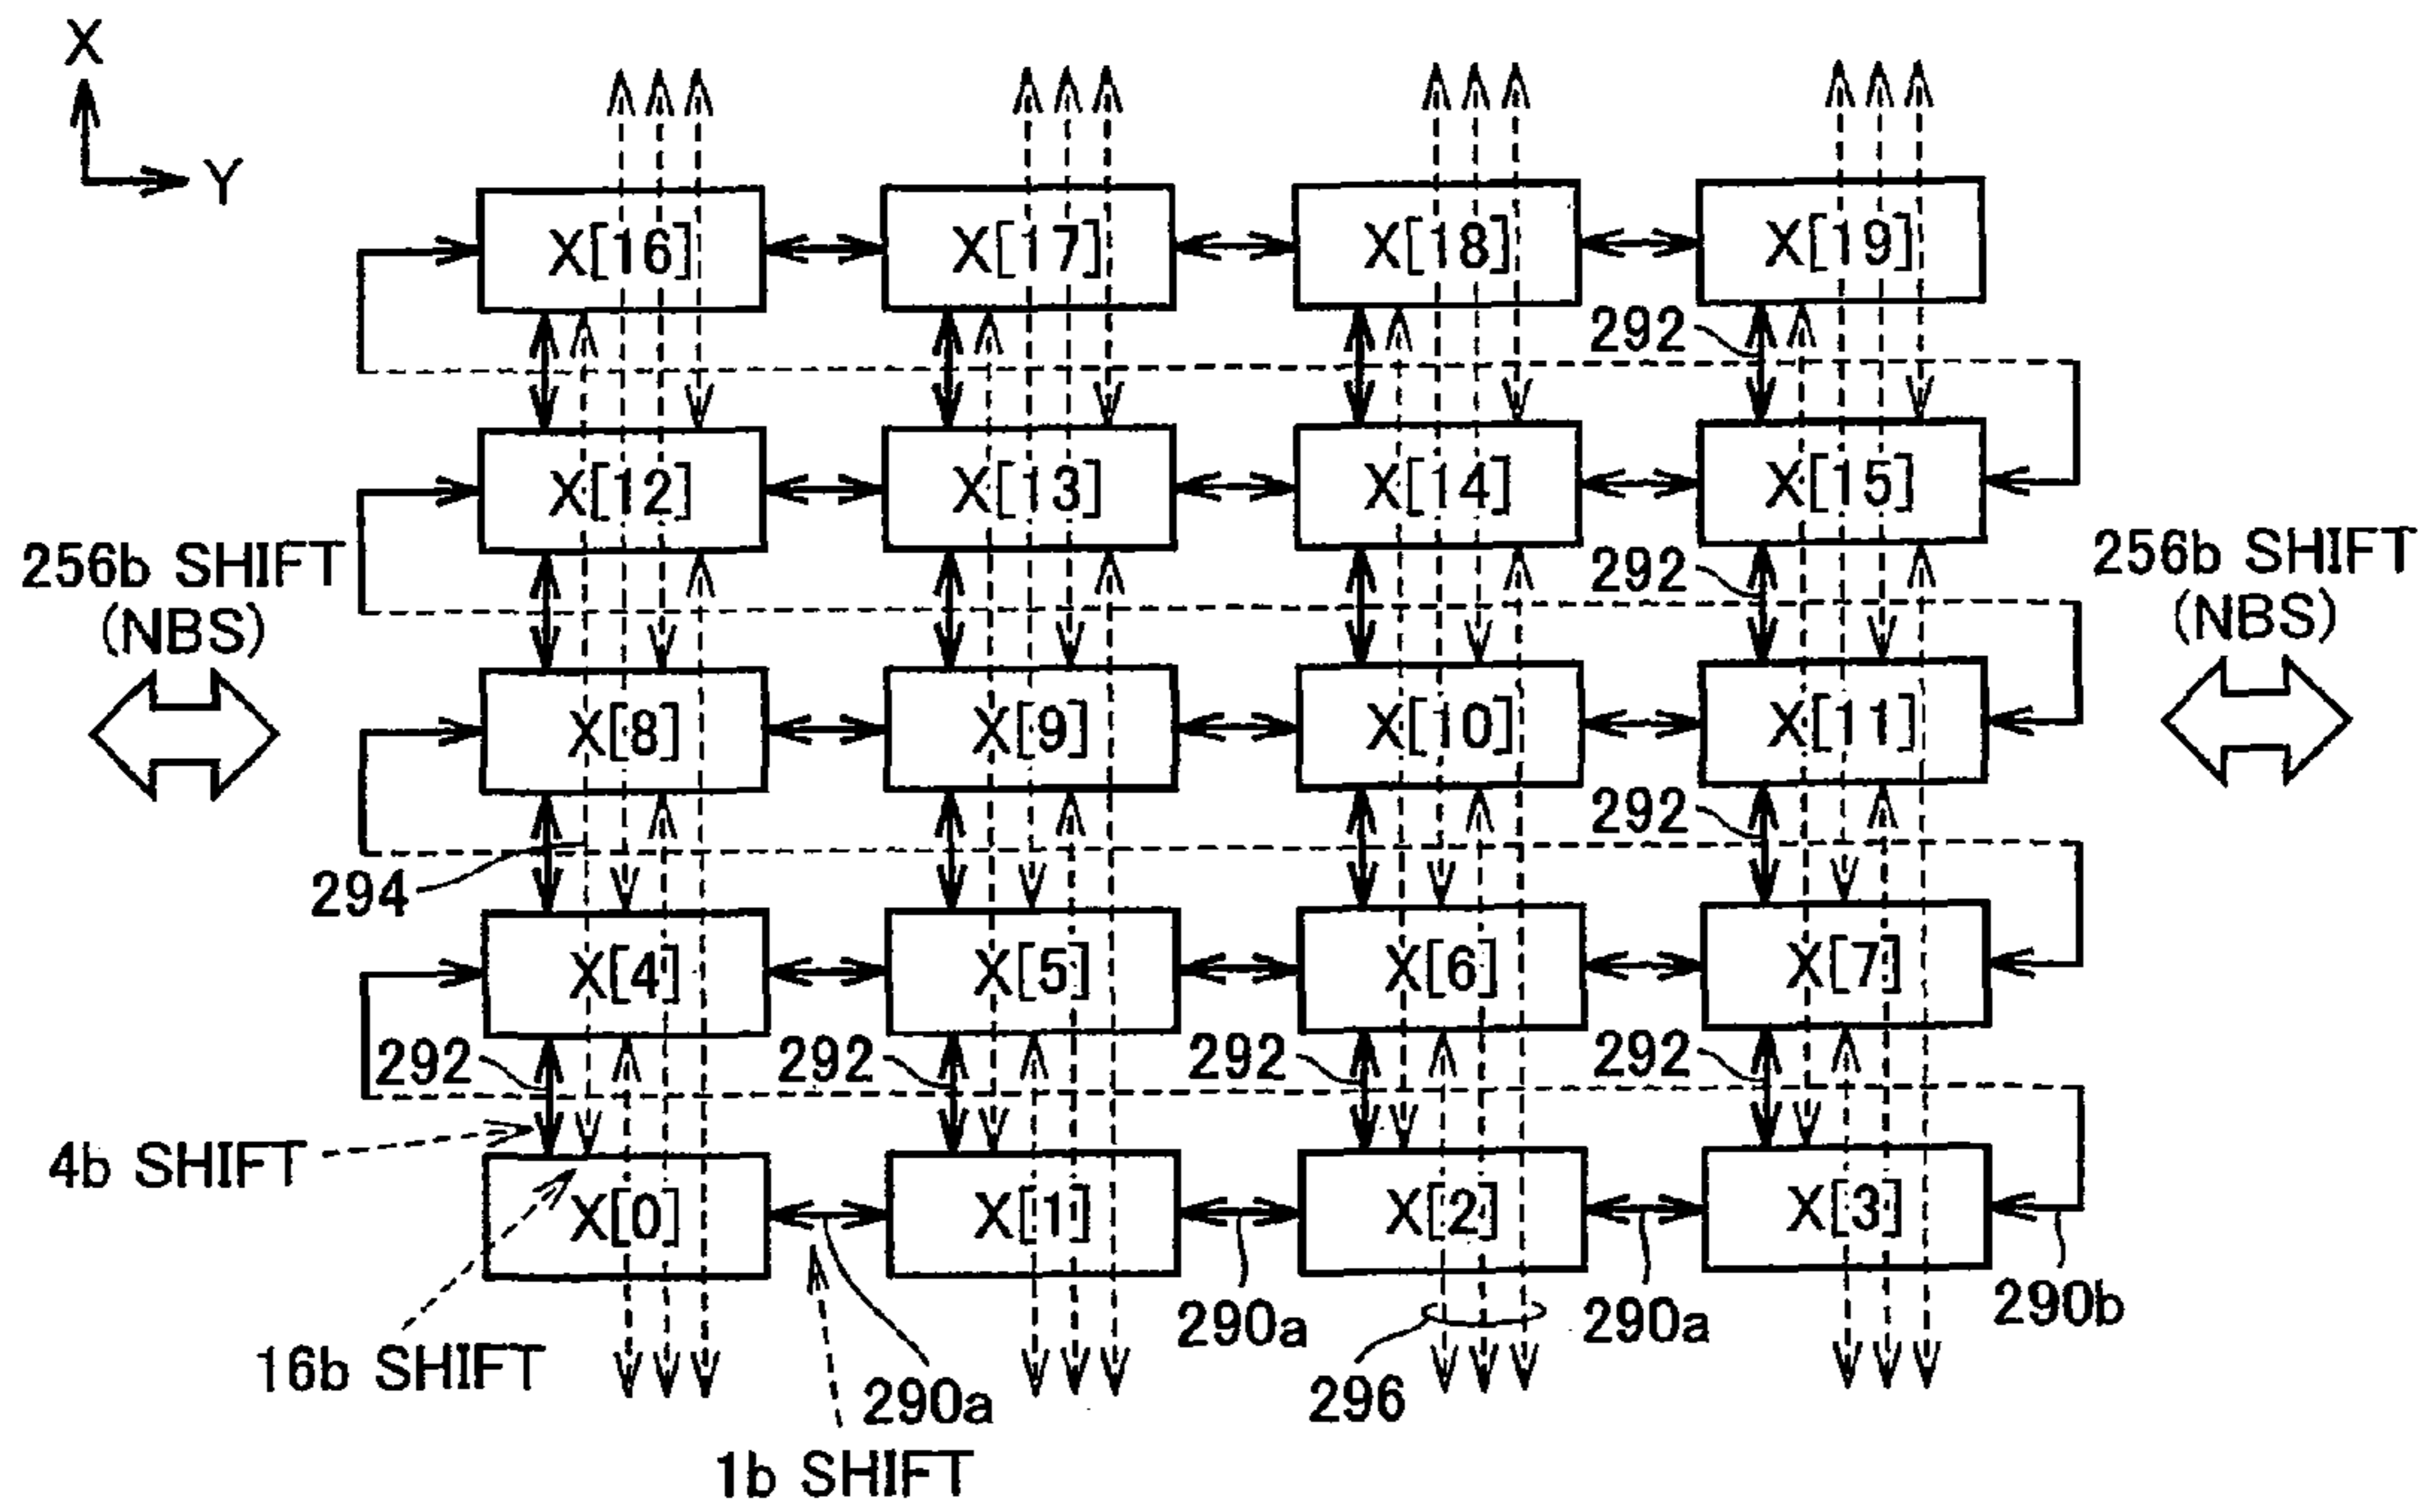 X
Y
X[16] X[17] X[18] X[19]
292
X[12] X[13] X[14] X[15]
256b SHIFT
(NBS)
292
256b SHIFT
(NBS)
X[8] X[9] X[10] X[11]
292
294
X[4] X[5] X[6] X[7]
292 292 292 292
4b SHIFT
X[0] X[1] X[2] X[3]
16b SHIFT
290a
290a
296
290a
290b
1b SHIFT